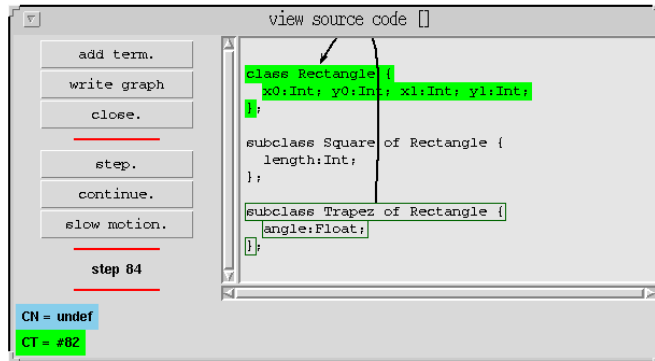 view source code []
add term.
write graph
close.
step.
continue.
slow motion.
step 84
CN = undef
CT = #82
class Rectangle {
x0:Int; y0:Int; x1:Int; y1:Int;
};
subclass Square of Rectangle {
length:Int;
};
subclass Trapez of Rectangle {
angle:Float;
};